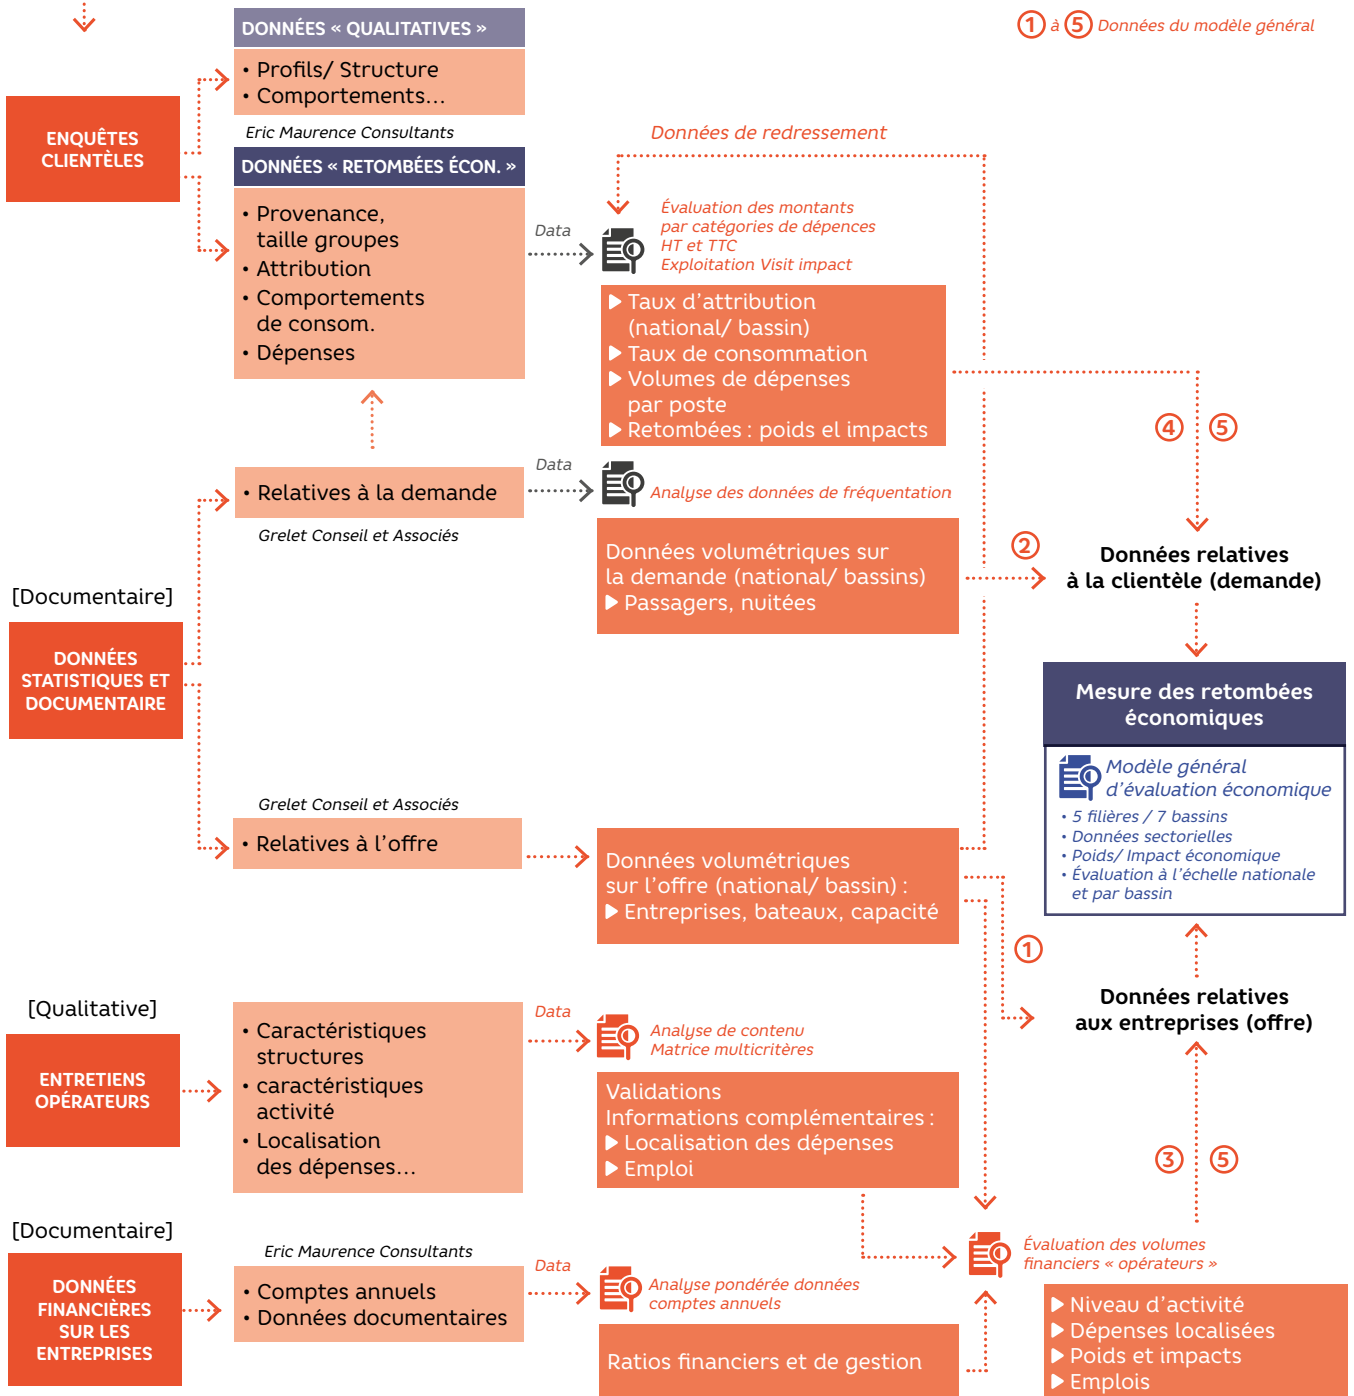 ① à ⑤ Données du modèle général
ENQUÊTES
CLIENTÈLES
DONNÉES « QUALITATIVES »
• Profils/ Structure
• Comportements...
Eric Maurence Consultants
DONNÉES « RETOMBÉES ÉCON. »
• Provenance,
taille groupes
• Attribution
• Comportements
de consom.
• Dépenses
Données de redressement
Data
Évaluation des montants
par catégories de dépences
HT et TTC
Exploitation Visit impact
▶ Taux d'attribution
(national/ bassin)
▶ Taux de consommation
▶ Volumes de dépenses
par poste
▶ Retombées : poids el impacts
④ ⑤
[Documentaire]
DONNÉES
STATISTIQUES ET
DOCUMENTAIRE
• Relatives à la demande
Grelet Conseil et Associés
Data
Analyse des données de fréquentation
Données volumétriques sur
la demande (national/ bassins)
▶ Passagers, nuitées
②
Données relatives
à la clientèle (demande)
Mesure des retombées
économiques
Modèle général
d'évaluation économique
• 5 filières / 7 bassins
• Données sectorielles
• Poids/ Impact économique
• Évaluation à l'échelle nationale
et par bassin
Grelet Conseil et Associés
• Relatives à l'offre
Données volumétriques
sur l'offre (national/ bassin) :
▶ Entreprises, bateaux, capacité
①
Données relatives
aux entreprises (offre)
[Qualitative]
ENTRETIENS
OPÉRATEURS
• Caractéristiques
structures
• caractéristiques
activité
• Localisation
des dépenses...
Data
Analyse de contenu
Matrice multicritères
Validations
Informations complémentaires :
▶ Localisation des dépenses
▶ Emploi
③ ⑤
[Documentaire]
DONNÉES
FINANCIÈRES
SUR LES
ENTREPRISES
Eric Maurence Consultants
• Comptes annuels
• Données documentaires
Data
Analyse pondérée données
comptes annuels
Ratios financiers et de gestion
Évaluation des volumes
financiers « opérateurs »
▶ Niveau d'activité
▶ Dépenses localisées
▶ Poids et impacts
▶ Emplois